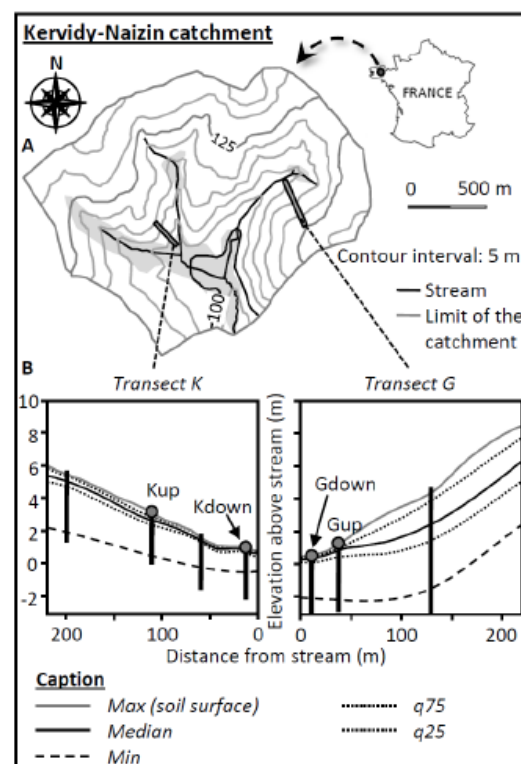 Kervidy-Naizin catchment
N
FRANCE
A
125
0 500 m
Contour interval: 5 m
Stream
Limit of the
catchment
-100
B
Transect K Transect G
10
8
6
4
2
0
-2
Kup
Kdown
Elevation above stream (m)
Gdown
Gup
200 100 0 0 100 200
Distance from stream (m)
Caption
Max (soil surface) q75
Median q25
Min